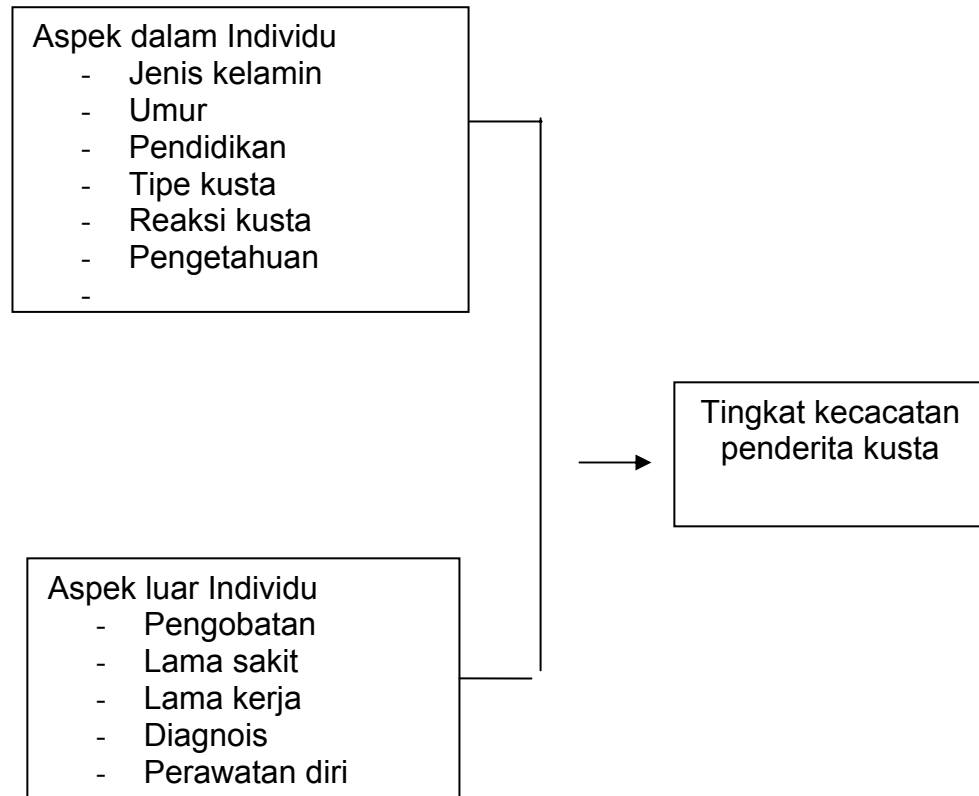 Aspek dalam Individu
- Jenis kelamin
- Umur
- Pendidikan
- Tipe kusta
- Reaksi kusta
- Pengetahuan
-
Tingkat kecacatan
penderita kusta
Aspek luar Individu
- Pengobatan
- Lama sakit
- Lama kerja
- Diagnois
- Perawatan diri